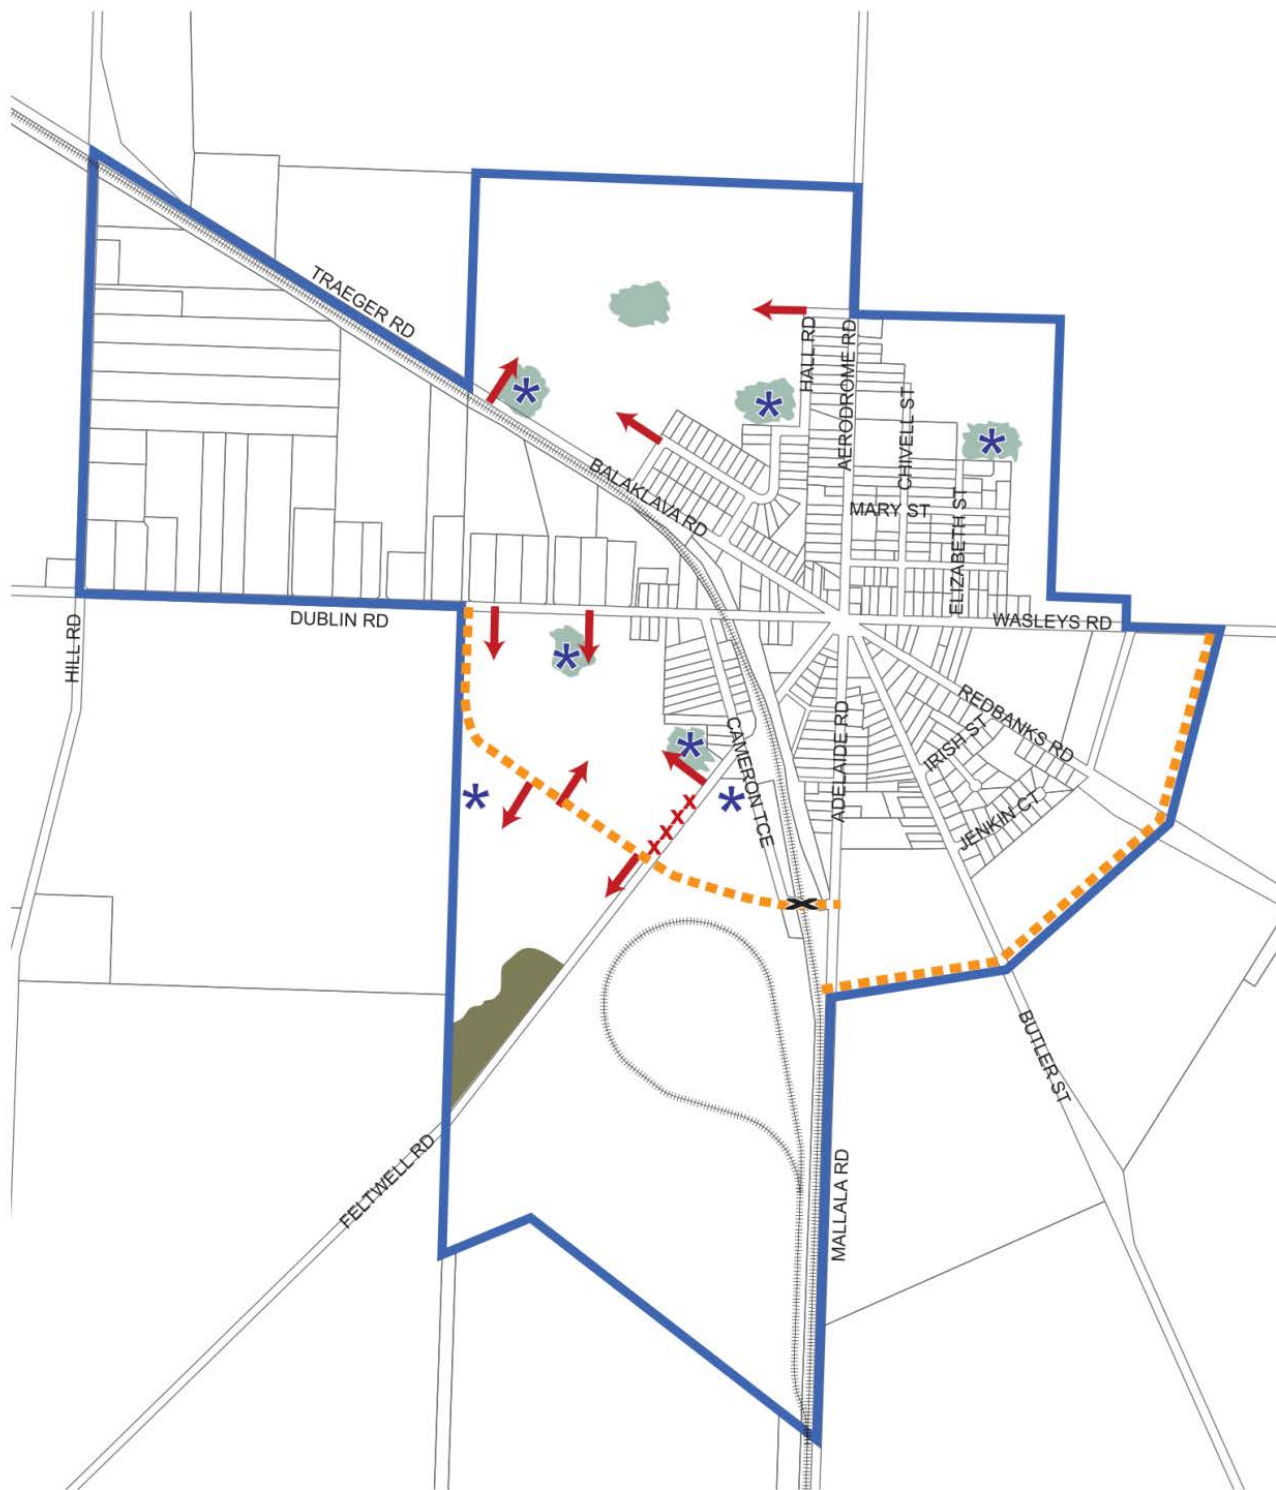 TRAEGER RD
HALL RD
AERODROME RD
CHIVELL ST
BALAKLAVA RD
MARY ST
ELIZABETH ST
DUBLIN RD
WASLEYS RD
HILL RD
REDBANKS RD
CAMERON TCE
ADELAIDE RD
IRISH ST
JENKIN CT
BUTLER ST
FELTWELL RD
MALLALA RD